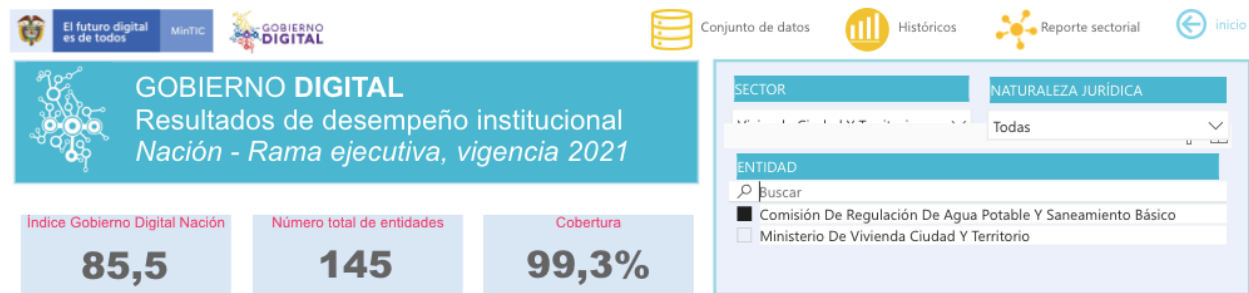 El futuro digital
es de todos
MinTIC
GOBIERNO
DIGITAL
Conjunto de datos
Históricos
Reporte sectorial
inicio
GOBIERNO DIGITAL
Resultados de desempeño institucional
Nación - Rama ejecutiva, vigencia 2021
Índice Gobierno Digital Nación
85,5
Número total de entidades
145
Cobertura
99,3%
SECTOR
NATURALEZA JURÍDICA
Todas
ENTIDAD
Buscar
Comisión De Regulación De Agua Potable Y Saneamiento Básico
Ministerio De Vivienda Ciudad Y Territorio